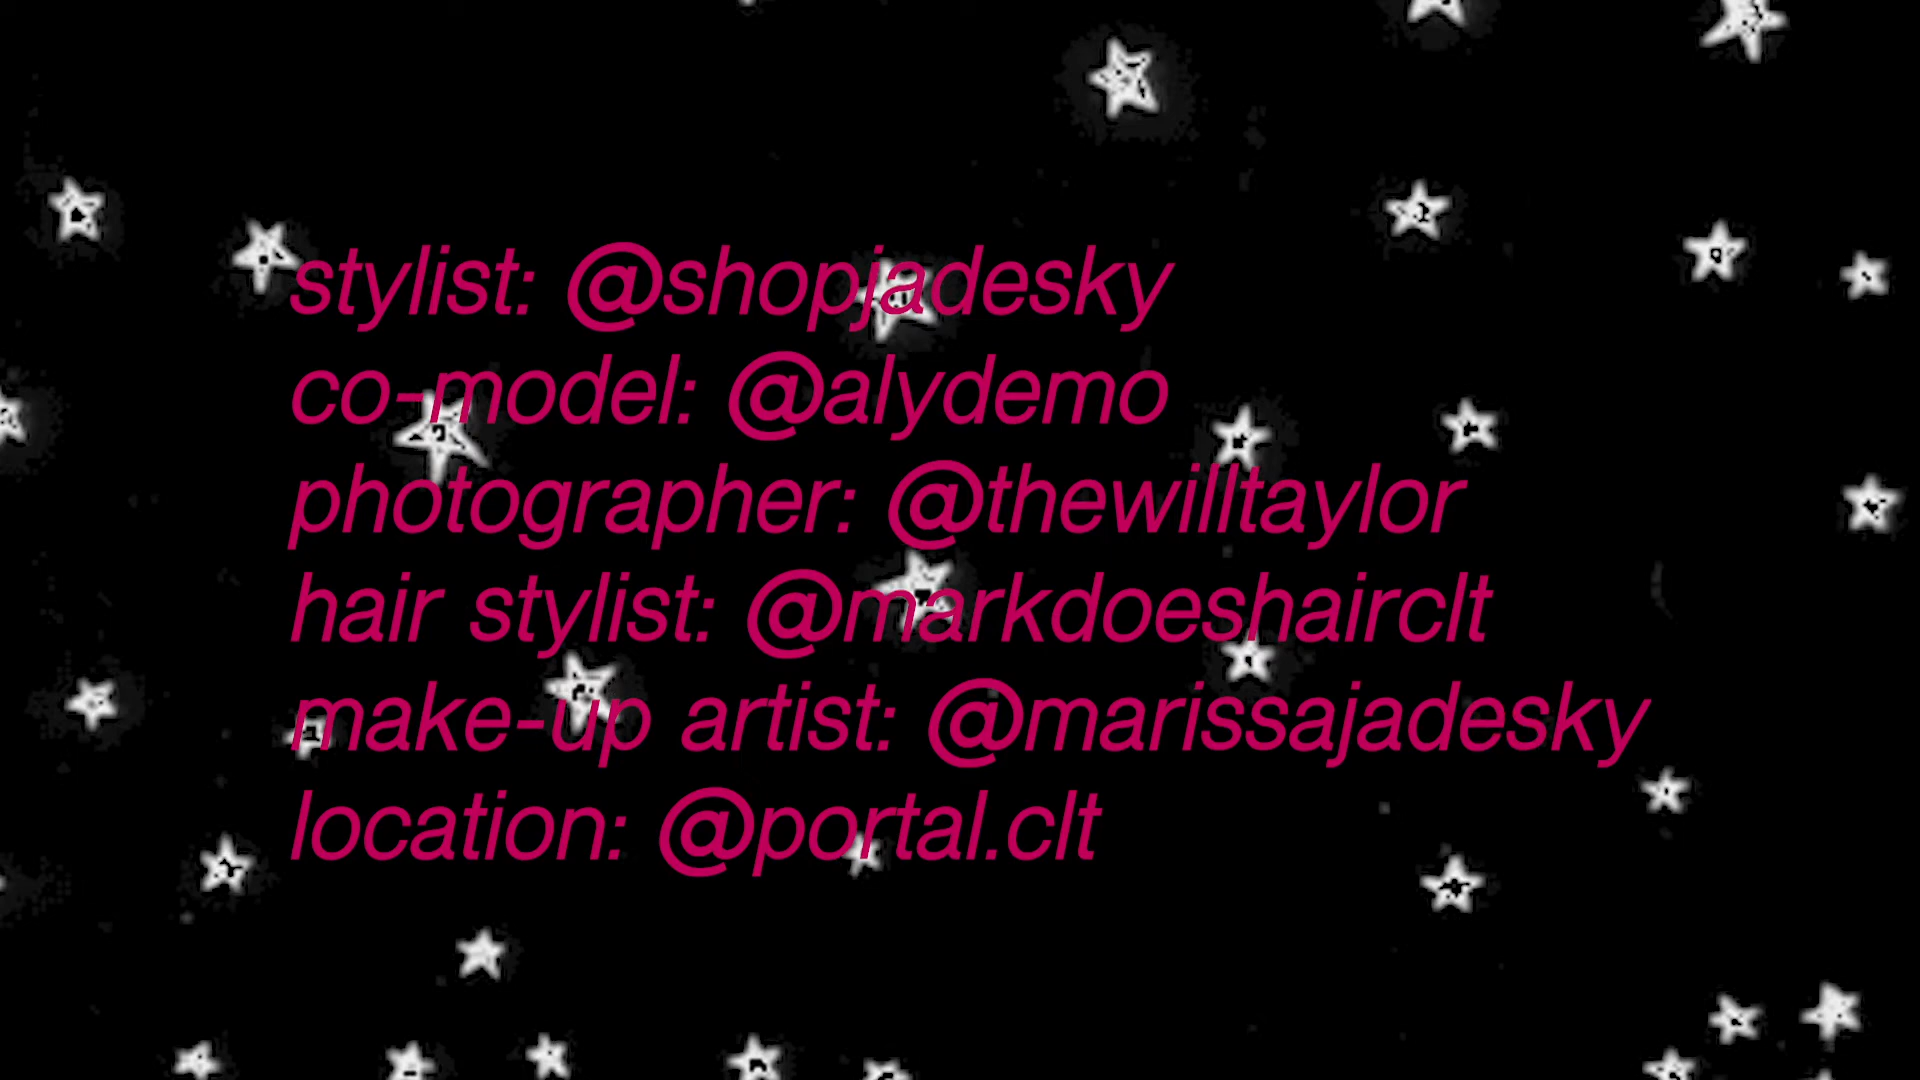 stylist: @shopjadesky
co-model: @alydemo
photographer: @thewilltaylor
hair stylist: @markdoeshairclt
make-up artist: @marissajadesky
location: @portal.clt